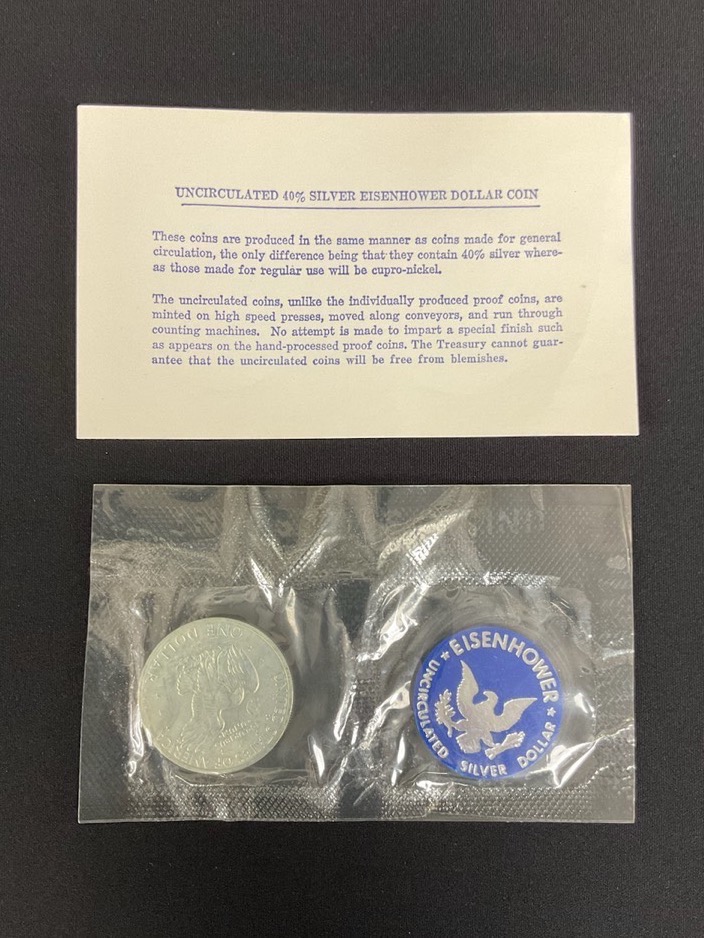 UNCIRCULATED 40% SILVER EISENHOWER DOLLAR COIN
These coins are produced in the same manner as coins made for general
circulation, the only difference being that they contain 40% silver where-
as those made for regular use will be cupro-nickel.
The uncirculated coins, unlike the individually produced proof coins, are
minted on high speed presses, moved along conveyors, and run through
counting machines. No attempt is made to impart a special finish such
as appears on the hand-processed proof coins. The Treasury cannot guar-
antee that the uncirculated coins will be free from blemishes.
ONE DOLLAR
★ EISENHOWER ★
UNCIRCULATED SILVER DOLLAR